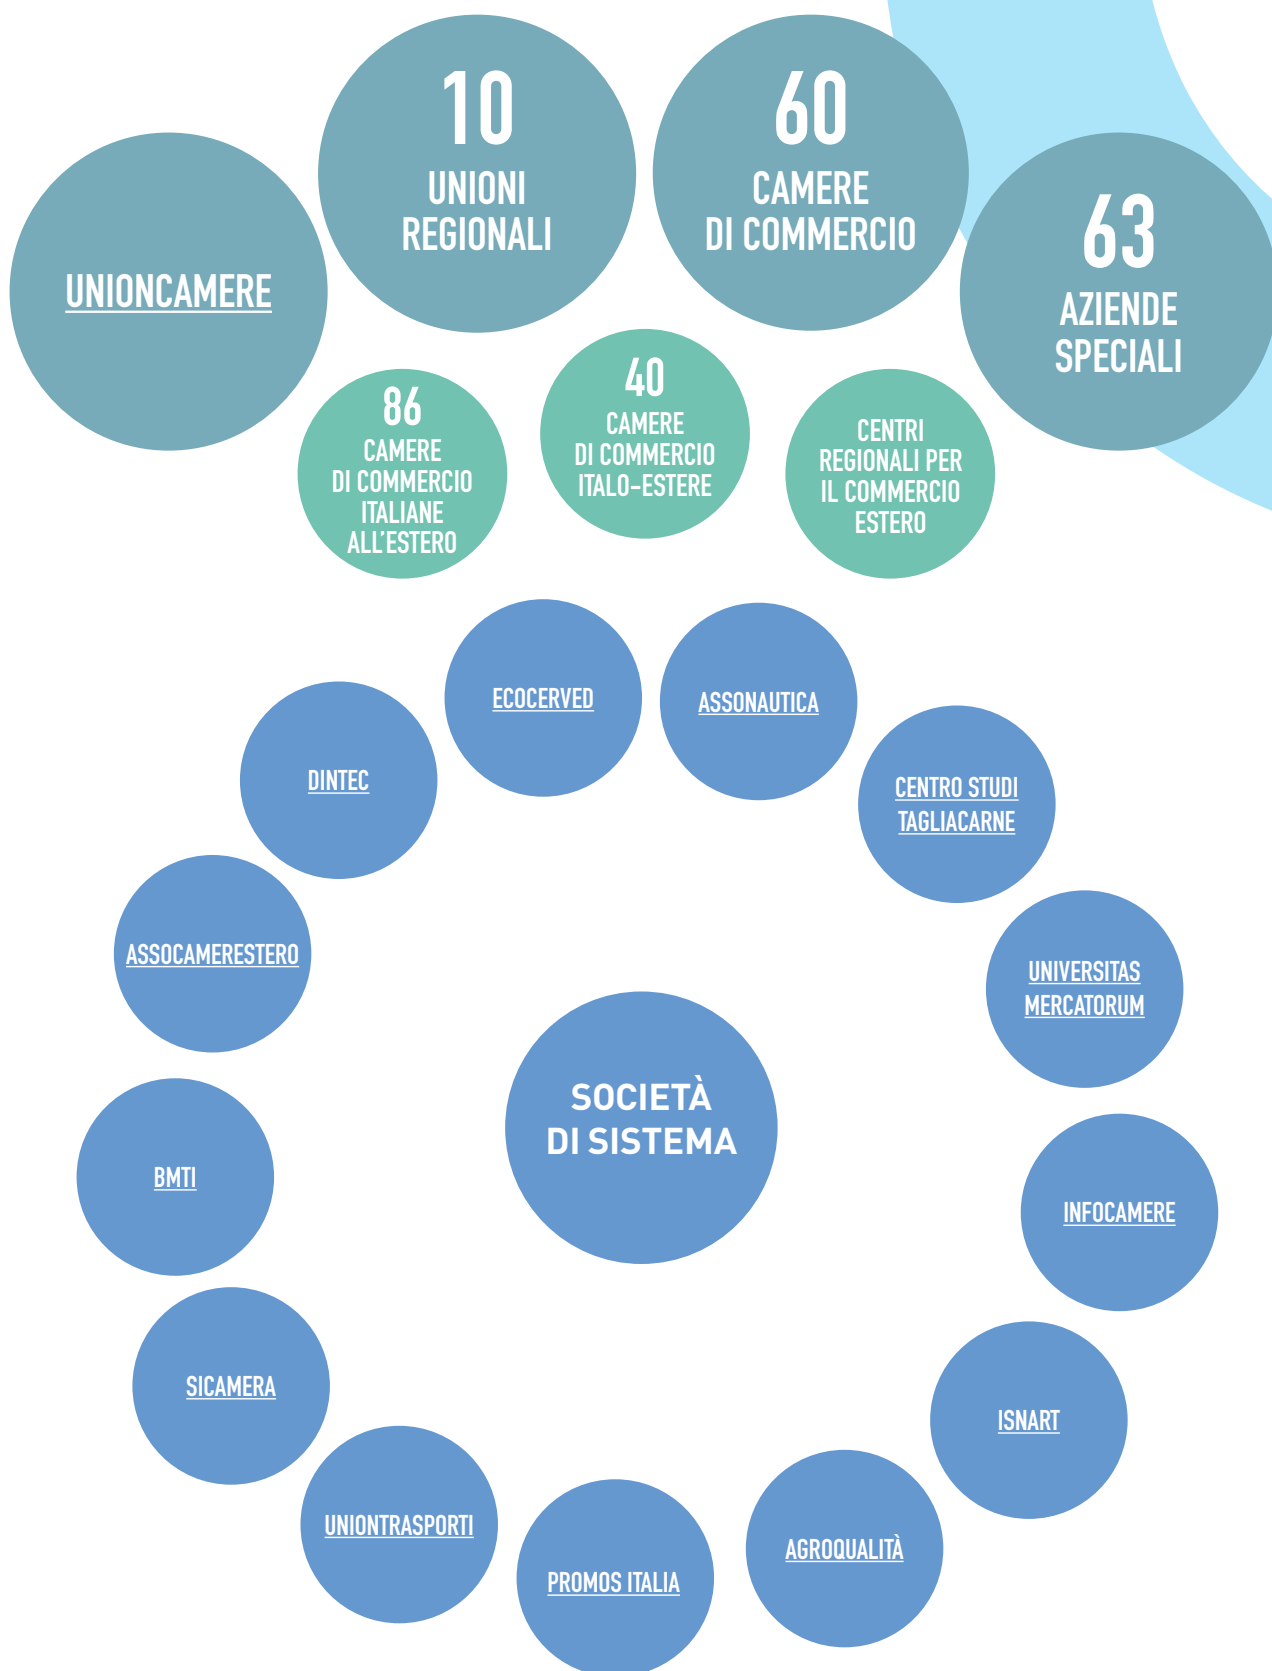 UNIONCAMERE
10
UNIONI
REGIONALI
60
CAMERE
DI COMMERCIO
63
AZIENDE
SPECIALI
86
CAMERE
DI COMMERCIO
ITALIANE
ALL'ESTERO
40
CAMERE
DI COMMERCIO
ITALO-ESTERE
CENTRI
REGIONALI PER
IL COMMERCIO
ESTERO
ECOCERVED
ASSONAUTICA
DINTEC
CENTRO STUDI
TAGLIACARNE
ASSOCAMERESTERO
UNIVERSITAS
MERCATORUM
SOCIETÀ
DI SISTEMA
BMTI
INFOCAMERE
SICAMERA
ISNART
UNIONTRASPORTI
PROMOS ITALIA
AGROQUALITÀ